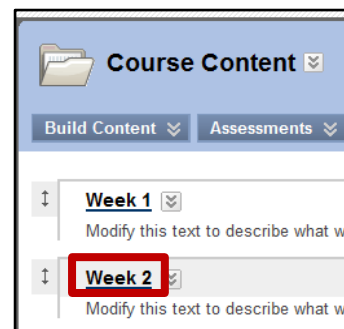 Course Content
Build Content Assessments
Week 1
Modify this text to describe what w
Week 2
Modify this text to describe what w